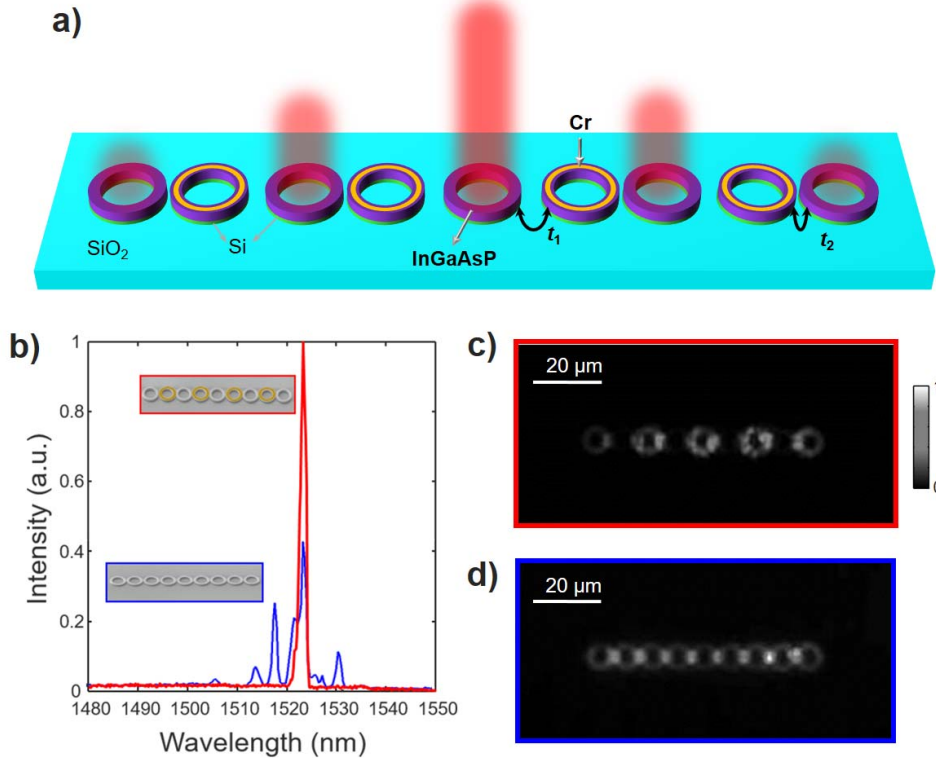 a)
Cr
SiO2
Si
InGaAsP
t1
t2
b)
1
0.8
0.6
0.4
0.2
0
Intensity (a.u.)
1480 1490 1500 1510 1520 1530 1540 1550
Wavelength (nm)
c)
20 μm
0
d)
20 μm